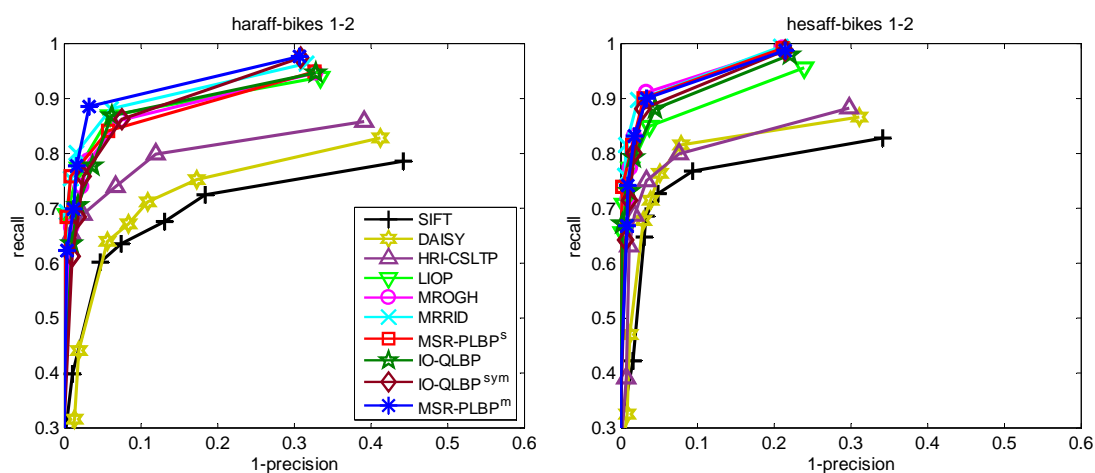 haraff-bikes 1-2
1
0.9
0.8
0.7
0.6
0.5
0.4
0.3
recall
0 0.1 0.2 0.3 0.4 0.5 0.6
1-precision
SIFT
DAISY
HRI-CSLTP
LIOP
MROGH
MRRID
MSR-PLBPˢ
IO-QLBP
IO-QLBPˢʸᵐ
MSR-PLBPᵐ
hesaff-bikes 1-2
1
0.9
0.8
0.7
0.6
0.5
0.4
0.3
recall
0 0.1 0.2 0.3 0.4 0.5 0.6
1-precision